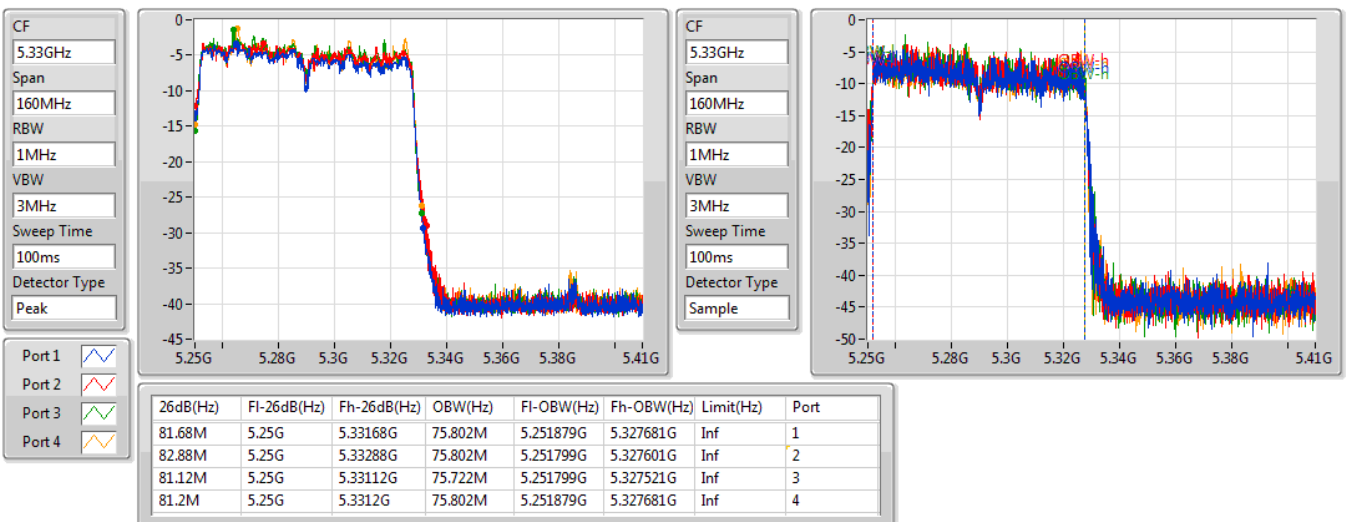 CF
5.33GHz
Span
160MHz
RBW
1MHz
VBW
3MHz
Sweep Time
100ms
Detector Type
Peak
Port 1
Port 2
Port 3
Port 4
0
-5
-10
-15
-20
-25
-30
-35
-40
-45
5.25G 5.28G 5.3G 5.32G 5.34G 5.36G 5.38G 5.41G
CF
5.33GHz
Span
160MHz
RBW
1MHz
VBW
3MHz
Sweep Time
100ms
Detector Type
Sample
0
-5
-10
-15
-20
-25
-30
-35
-40
-45
-50
5.25G 5.28G 5.3G 5.32G 5.34G 5.36G 5.38G 5.41G
26dB(Hz) Fl-26dB(Hz) Fh-26dB(Hz) OBW(Hz) Fl-OBW(Hz) Fh-OBW(Hz) Limit(Hz) Port
81.68M 5.25G 5.33168G 75.802M 5.251879G 5.327681G Inf 1
82.88M 5.25G 5.33288G 75.802M 5.251799G 5.327601G Inf 2
81.12M 5.25G 5.33112G 75.722M 5.251799G 5.327521G Inf 3
81.2M 5.25G 5.3312G 75.802M 5.251879G 5.327681G Inf 4